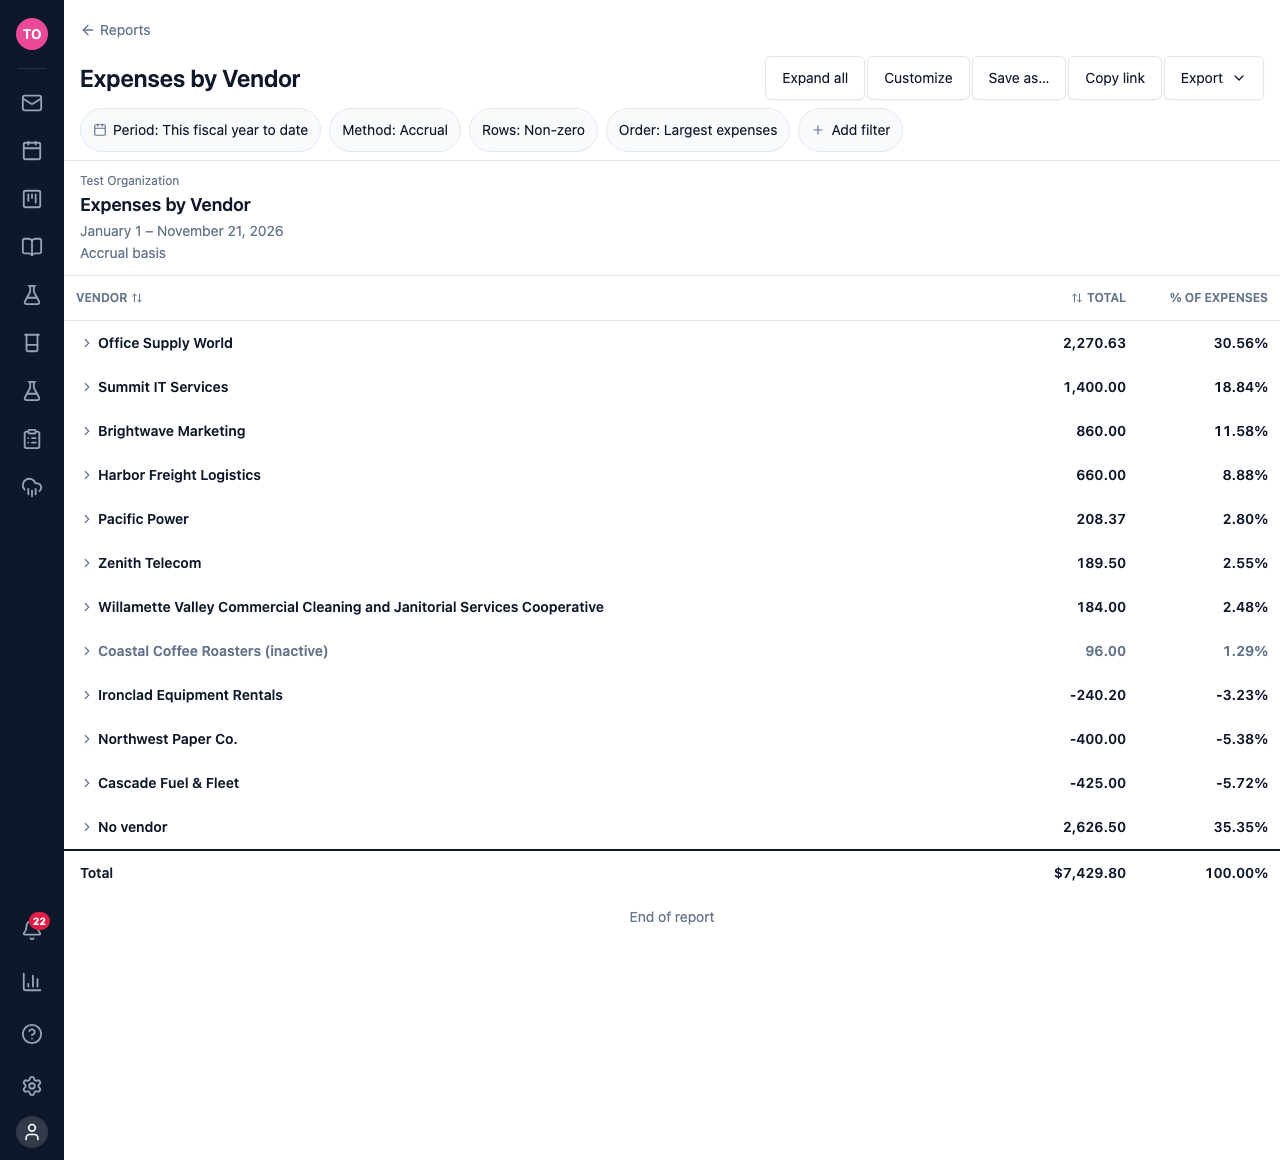 TO
Reports
Expenses by Vendor
Expand all
Customize
Save as...
Copy link
Export
Period: This fiscal year to date
Method: Accrual
Rows: Non-zero
Order: Largest expenses
Add filter
Test Organization
Expenses by Vendor
January 1 – November 21, 2026
Accrual basis
VENDOR TOTAL % OF EXPENSES
Office Supply World 2,270.63 30.56%
Summit IT Services 1,400.00 18.84%
Brightwave Marketing 860.00 11.58%
Harbor Freight Logistics 660.00 8.88%
Pacific Power 208.37 2.80%
Zenith Telecom 189.50 2.55%
Willamette Valley Commercial Cleaning and Janitorial Services Cooperative 184.00 2.48%
Coastal Coffee Roasters (inactive) 96.00 1.29%
Ironclad Equipment Rentals -240.20 -3.23%
Northwest Paper Co. -400.00 -5.38%
Cascade Fuel & Fleet -425.00 -5.72%
No vendor 2,626.50 35.35%
Total $7,429.80 100.00%
End of report
22